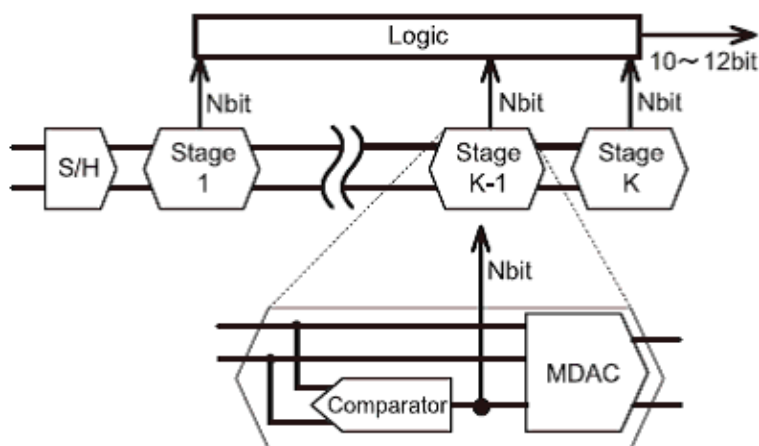 Logic
10～12bit
Nbit
Nbit
Nbit
S/H
Stage
1
Stage
K-1
Stage
K
Nbit
MDAC
Comparator